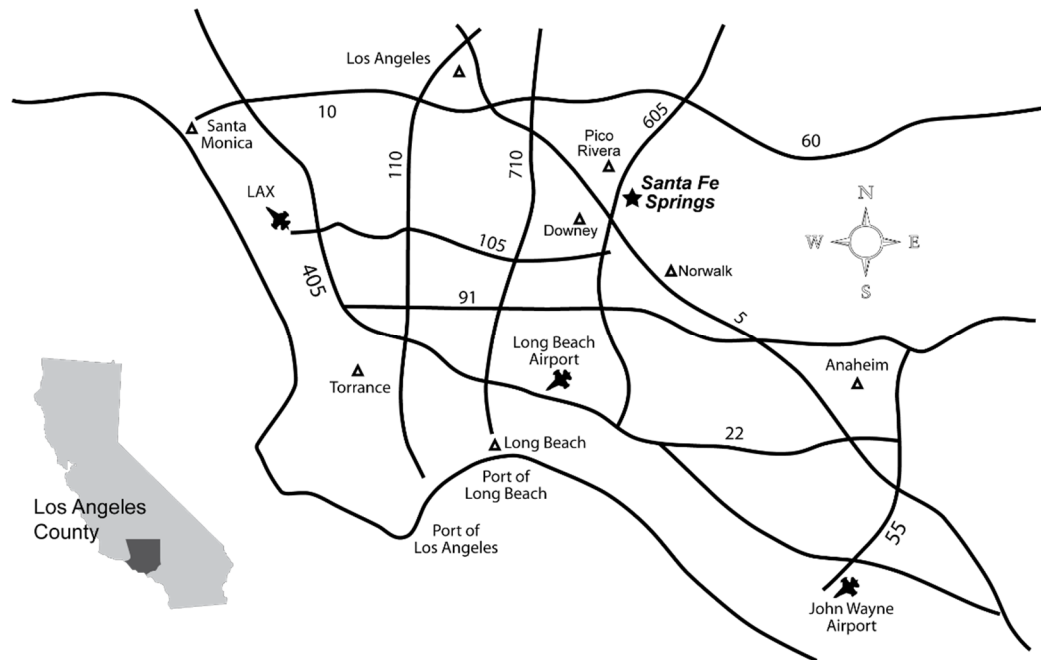 Los Angeles
10
605
60
Santa
Monica
110
710
Pico
Rivera
Santa Fe
Springs
LAX
N
W
E
S
105
Downey
405
Norwalk
91
5
Long Beach
Airport
Anaheim
Torrance
22
Long Beach
Port of
Long Beach
Los Angeles
County
Port of
Los Angeles
55
John Wayne
Airport